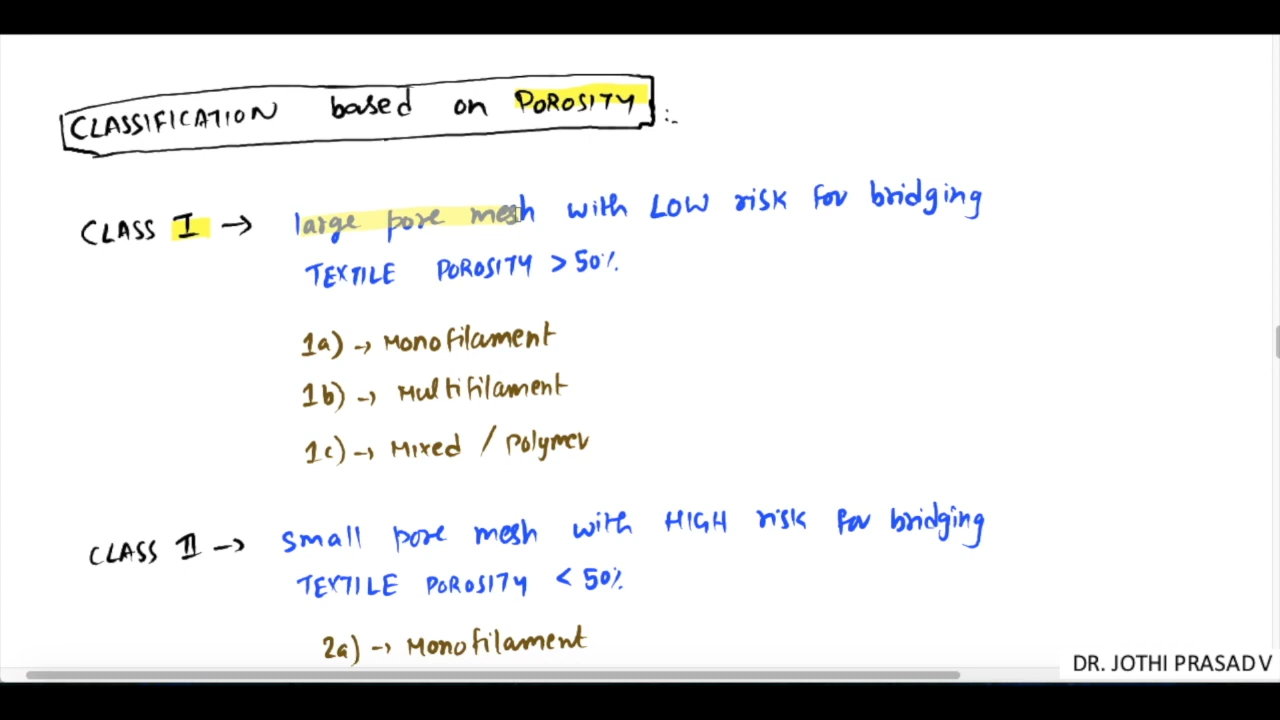 CLASSIFICATION based on POROSITY :-
CLASS I → large pore mesh with LOW risk for bridging
TEXTILE POROSITY > 50%
1a) → Monofilament
1b) → Multifilament
1c) → Mixed / Polymer
CLASS II → small pore mesh with HIGH risk for bridging
TEXTILE POROSITY < 50%
2a) → Monofilament
DR. JOTHI PRASAD V